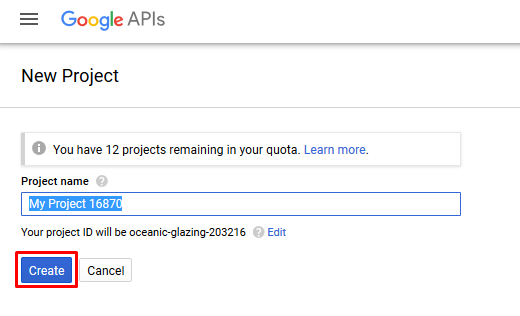 Google APIs
New Project
You have 12 projects remaining in your quota. Learn more.
Project name ?
My Project 16870
Your project ID will be oceanic-glazing-203216 ? Edit
Create Cancel